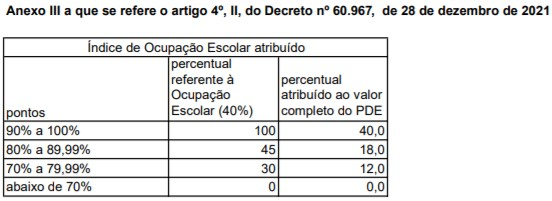 Anexo III a que se refere o artigo 4º, II, do Decreto nº 60.967, de 28 de dezembro de 2021
Índice de Ocupação Escolar atribuído
pontos percentual referente à Ocupação Escolar (40%) percentual atribuído ao valor completo do PDE
90% a 100% 100 40,0
80% a 89,99% 45 18,0
70% a 79,99% 30 12,0
abaixo de 70% 0 0,0